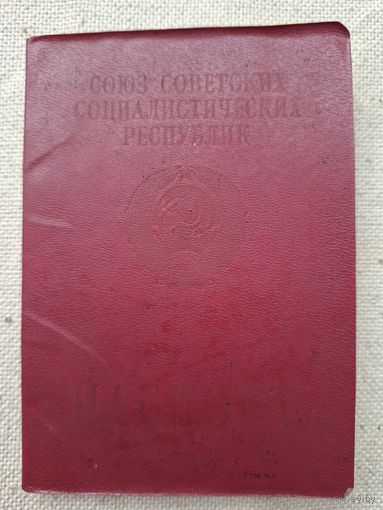 СОЮЗ СОВЕТСКИХ
СОЦИАЛИСТИЧЕСКИХ
РЕСПУБЛИК
ПАСПОРТ